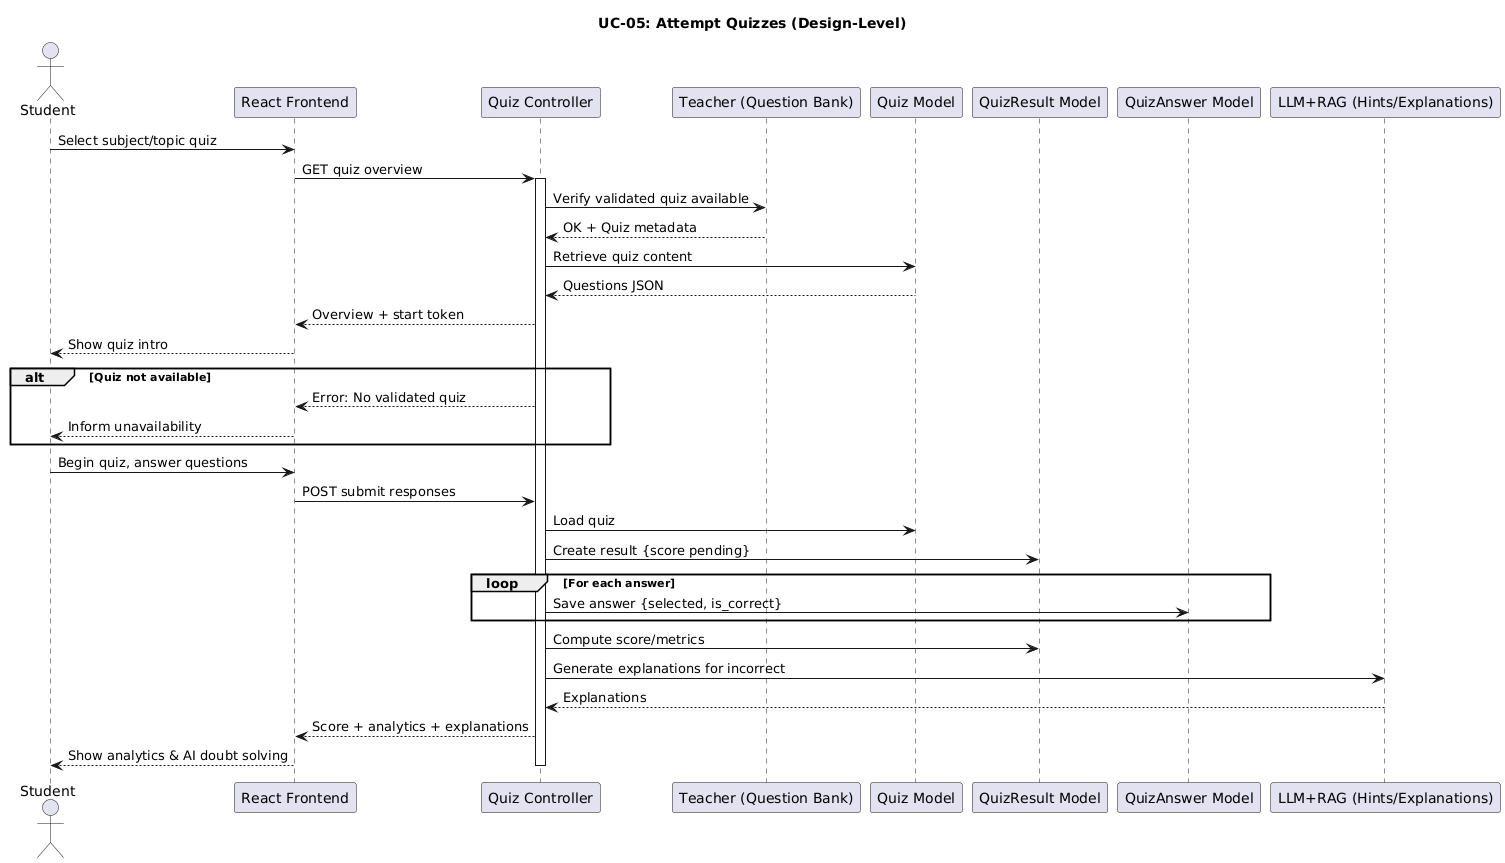 UC-05: Attempt Quizzes (Design-Level)
Student
React Frontend
Quiz Controller
Teacher (Question Bank)
Quiz Model
QuizResult Model
QuizAnswer Model
LLM+RAG (Hints/Explanations)
Select subject/topic quiz
GET quiz overview
Verify validated quiz available
OK + Quiz metadata
Retrieve quiz content
Questions JSON
Overview + start token
Show quiz intro
alt [Quiz not available]
Error: No validated quiz
Inform unavailability
Begin quiz, answer questions
POST submit responses
Load quiz
Create result {score pending}
loop [For each answer]
Save answer {selected, is_correct}
Compute score/metrics
Generate explanations for incorrect
Explanations
Score + analytics + explanations
Show analytics & AI doubt solving
Student
React Frontend
Quiz Controller
Teacher (Question Bank)
Quiz Model
QuizResult Model
QuizAnswer Model
LLM+RAG (Hints/Explanations)